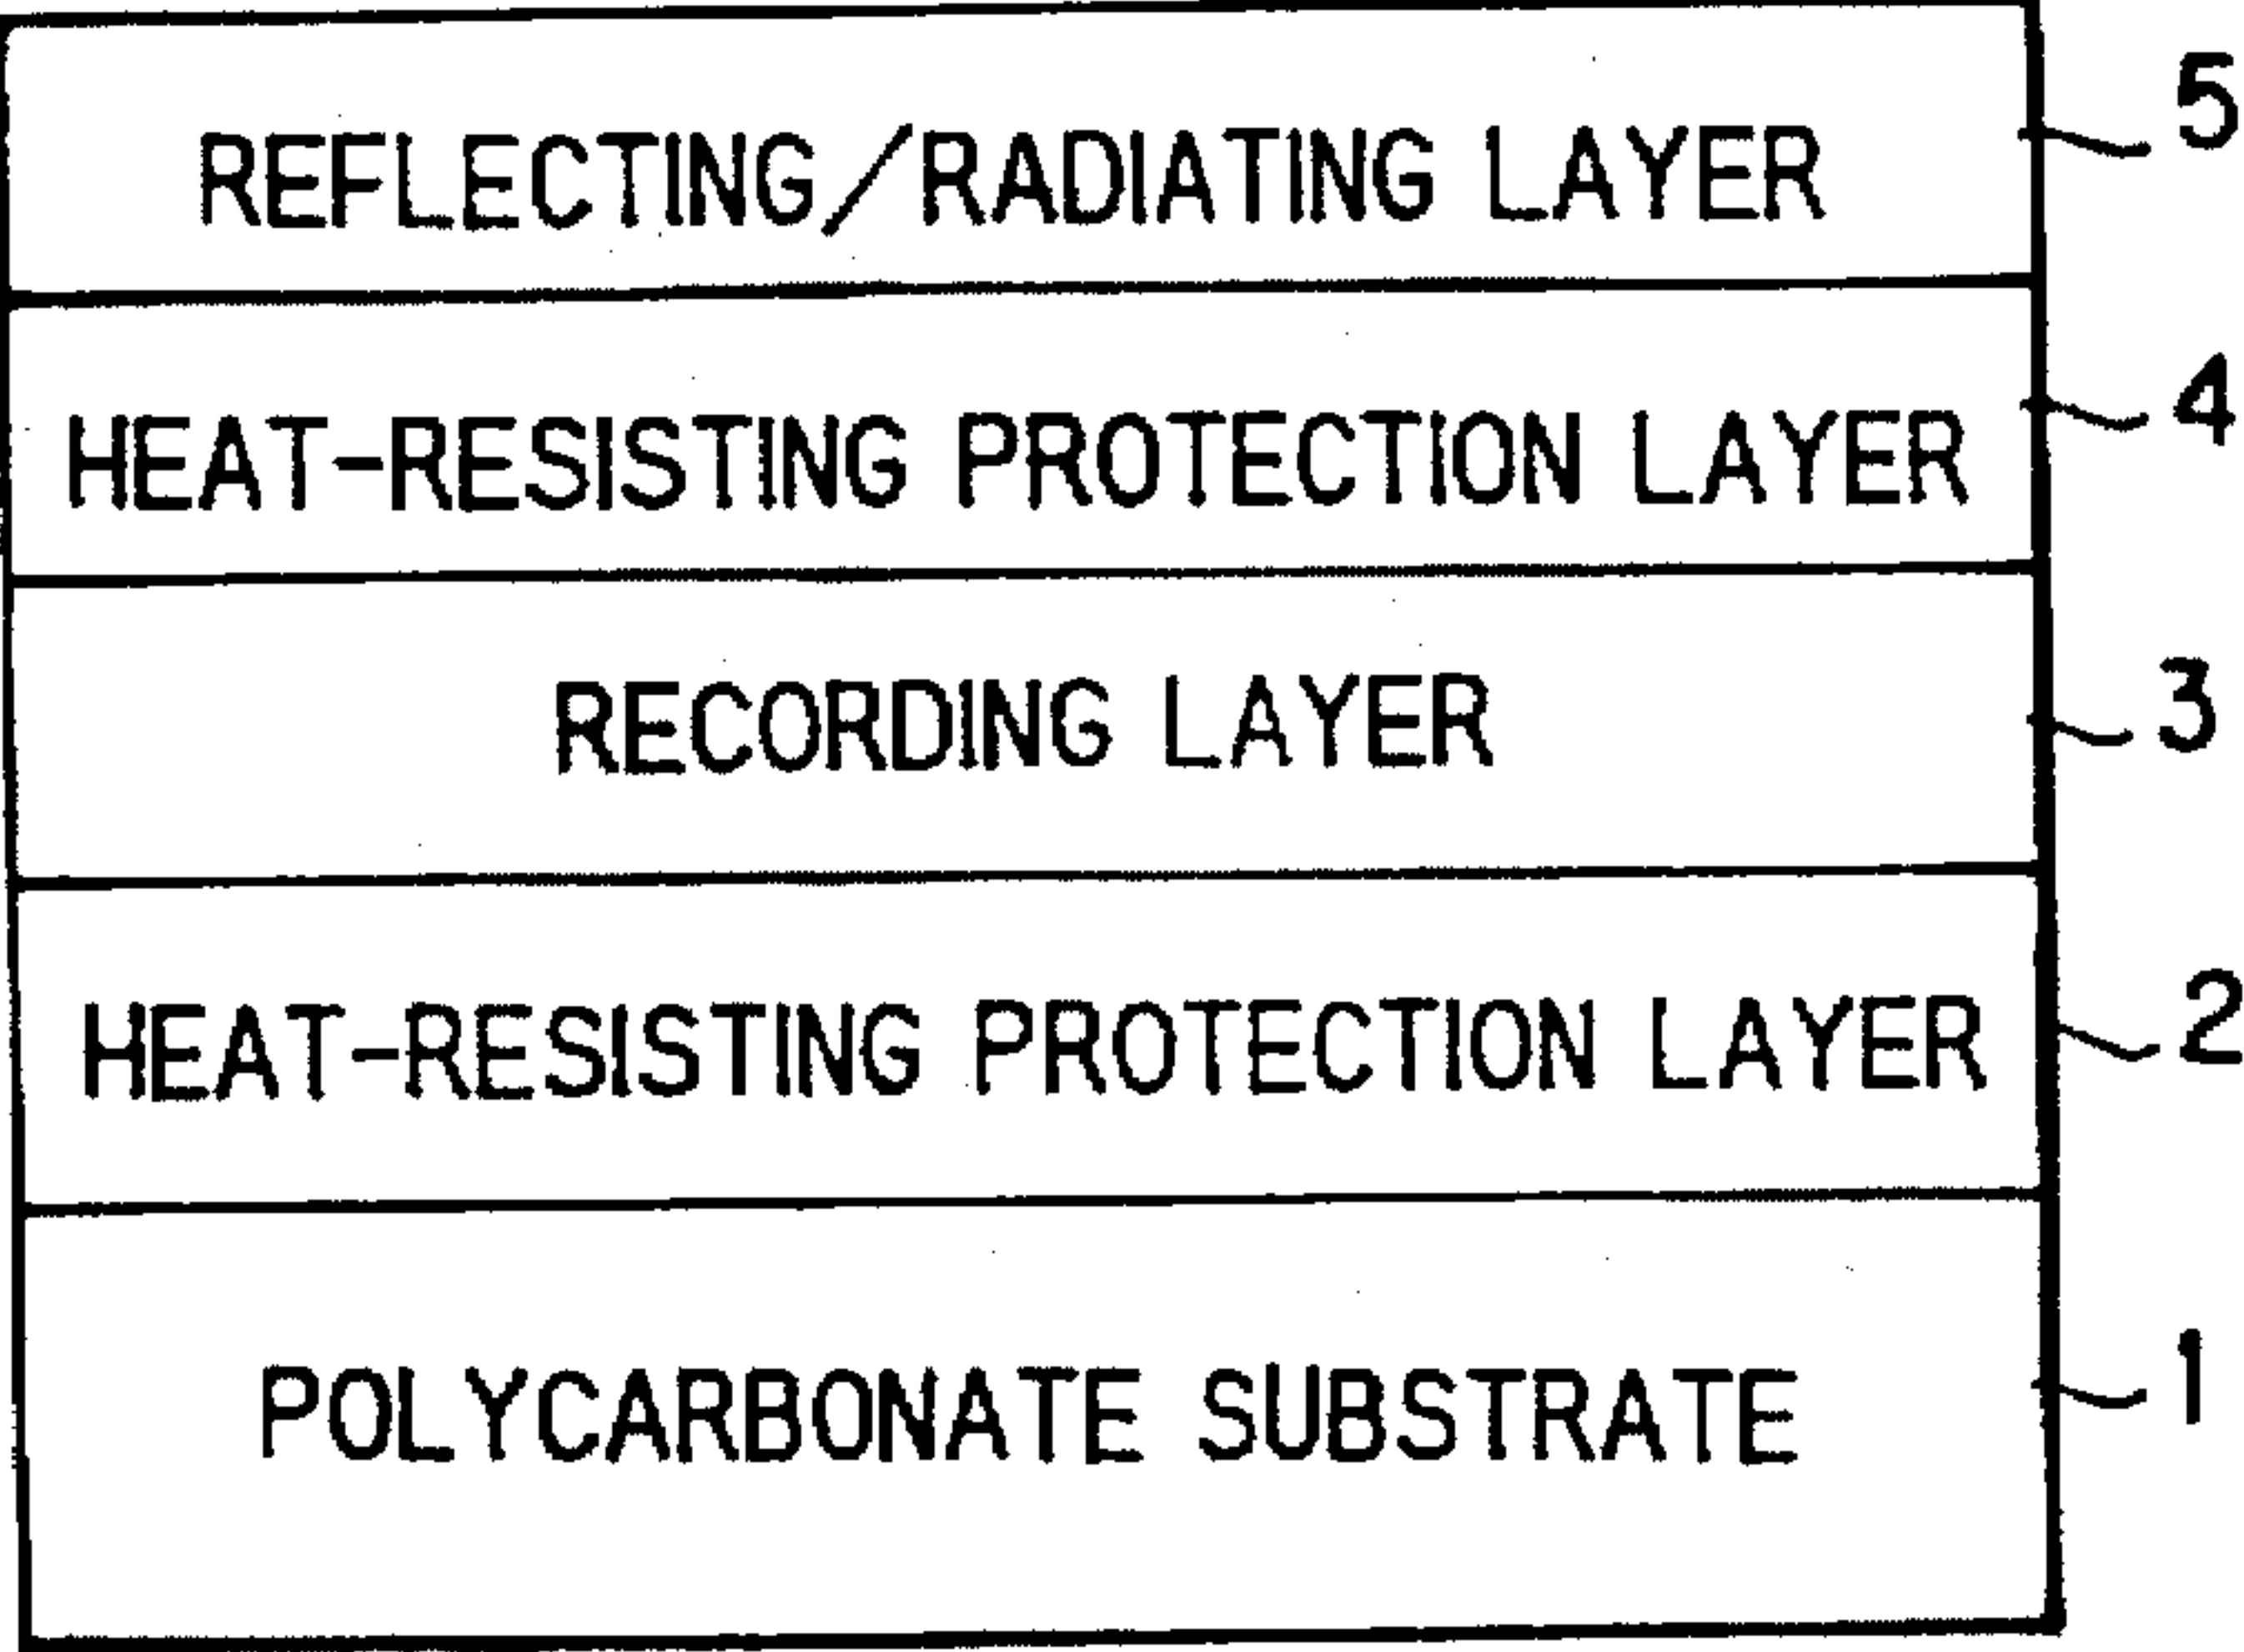 REFLECTING/RADIATING LAYER 5
HEAT-RESISTING PROTECTION LAYER 4
RECORDING LAYER 3
HEAT-RESISTING PROTECTION LAYER 2
POLYCARBONATE SUBSTRATE 1